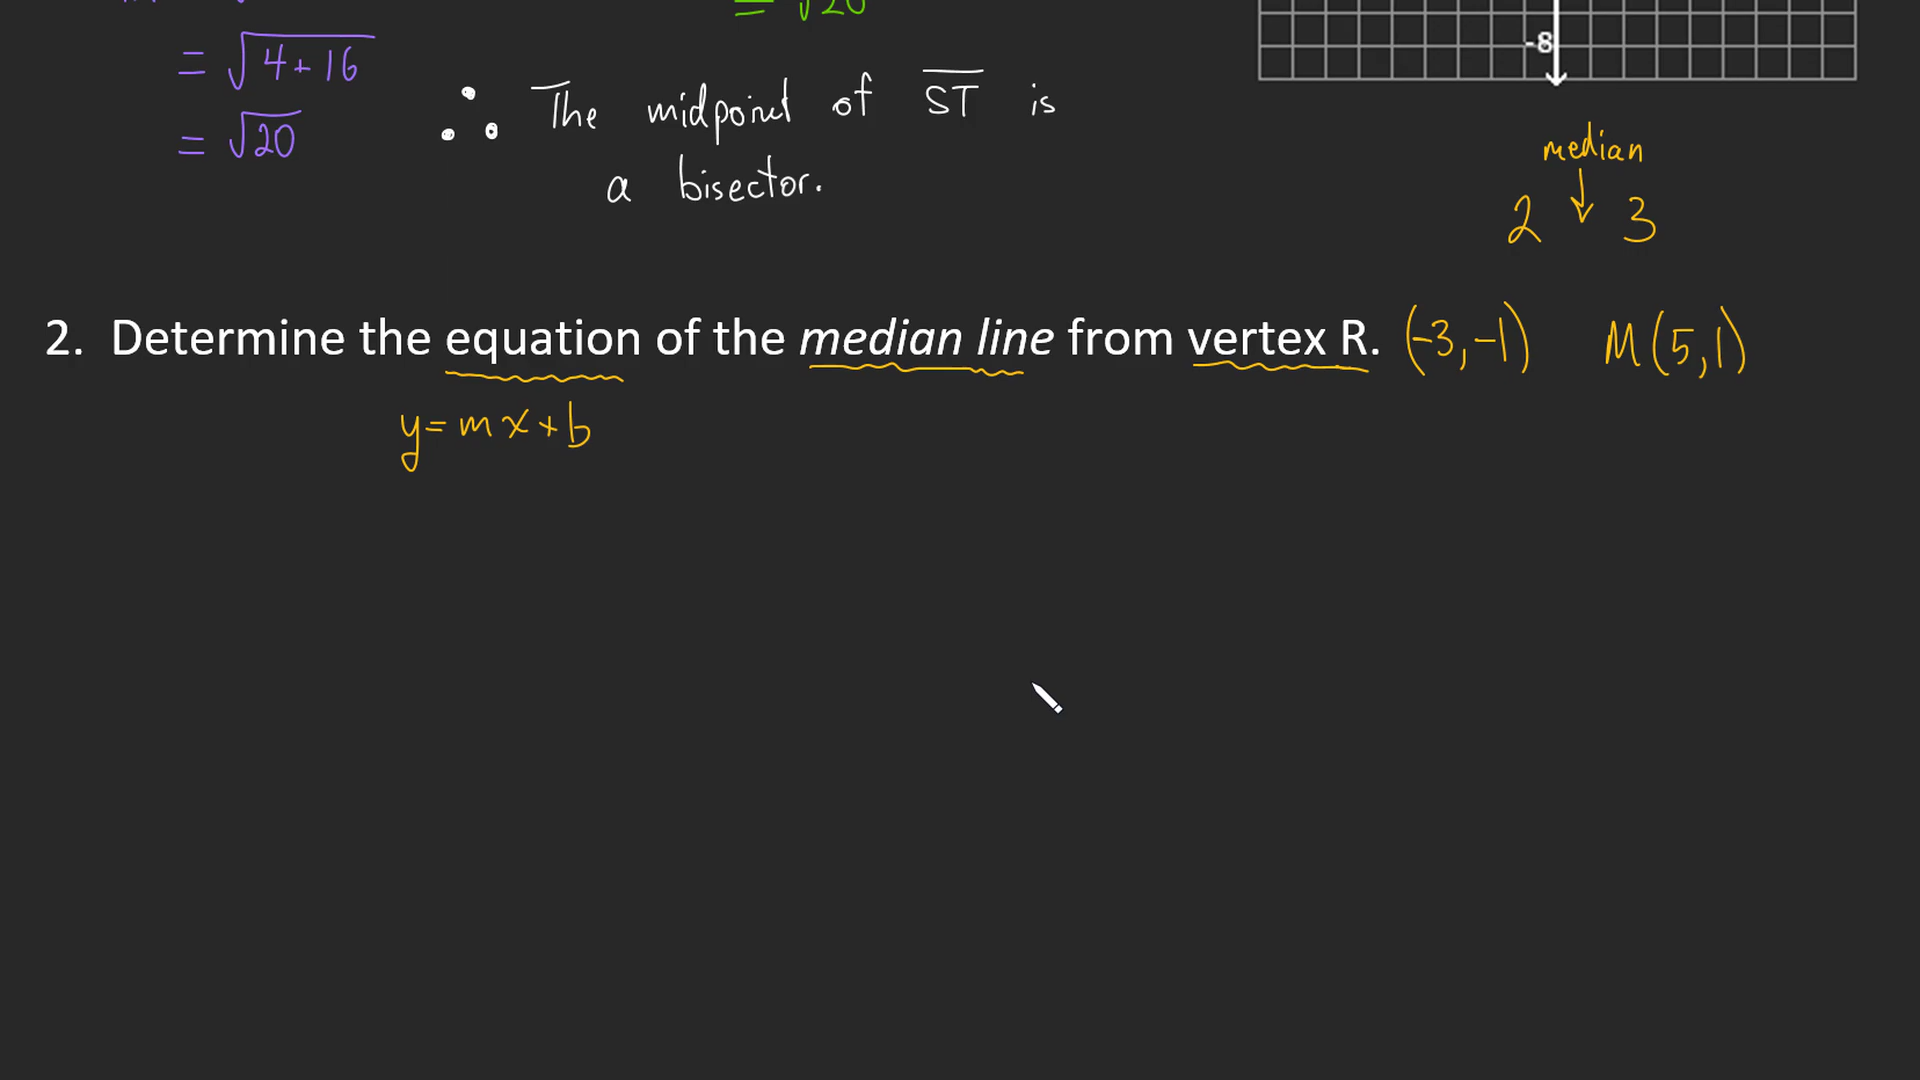 = √20
= √4+16
= √20
-8
∴ The midpoint of ST is
a bisector.
median
2 ↓ 3
2. Determine the equation of the median line from vertex R. (-3,-1) M(5,1)
y=mx+b